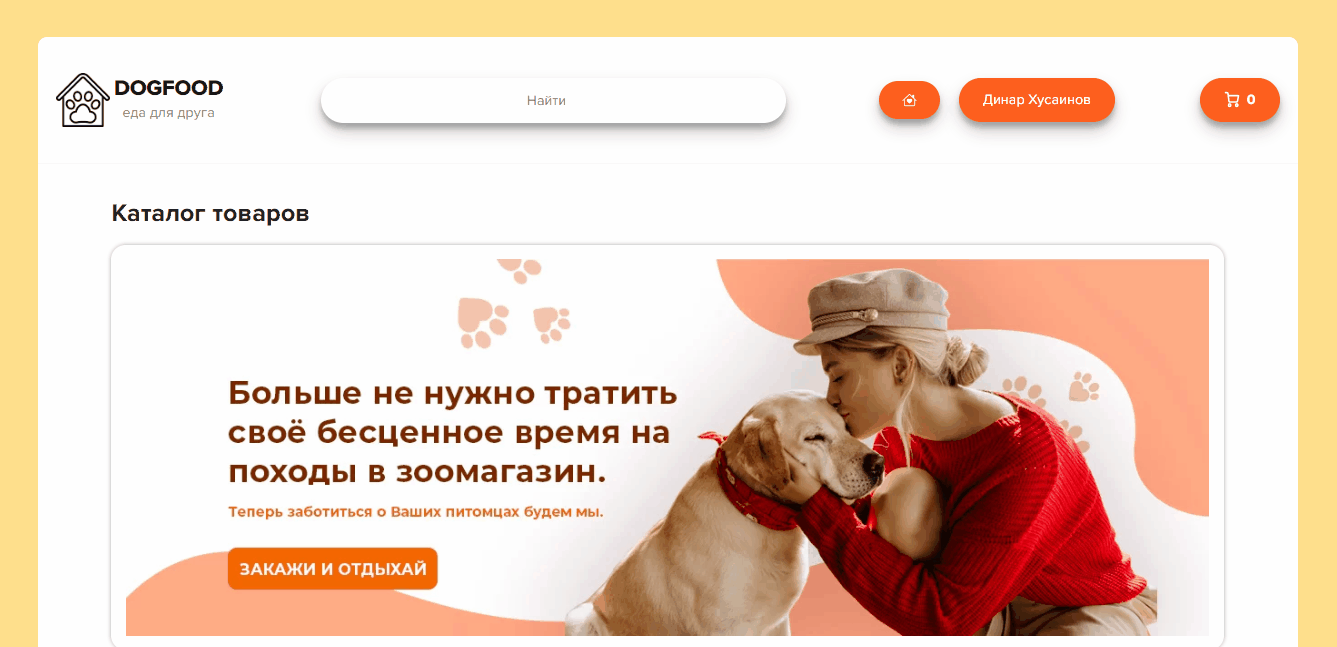 DOGFOOD
еда для друга
Найти
Динар Хусаинов
0
Каталог товаров
Больше не нужно тратить
своё бесценное время на
походы в зоомагазин.
Теперь заботиться о Ваших питомцах будем мы.
ЗАКАЖИ И ОТДЫХАЙ